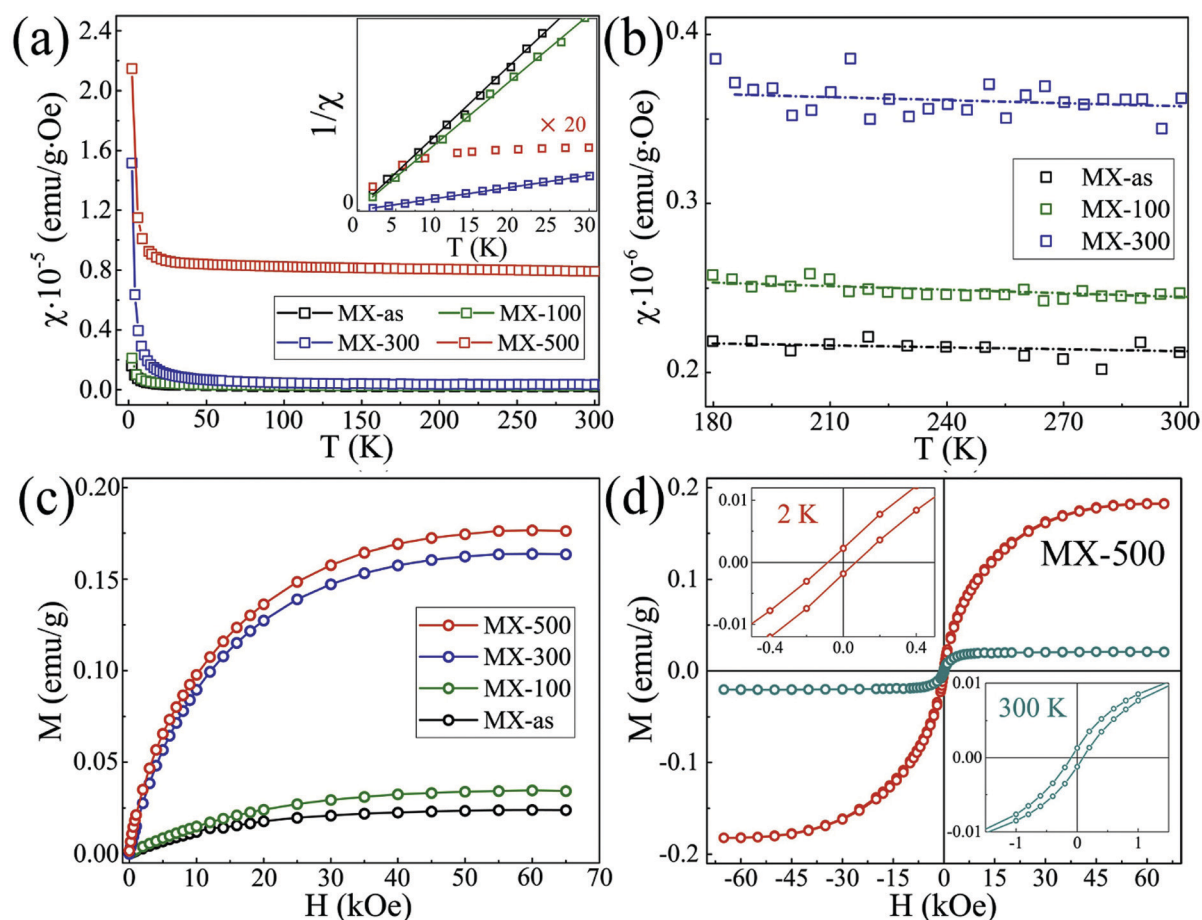 (a)
2.4
2.0
1.6
1.2
0.8
0.4
0.0
χ·10⁻⁵ (emu/g·Oe)
0 50 100 150 200 250 300
T (K)
MX-as MX-100
MX-300 MX-500
1/χ
0
× 20
0 5 10 15 20 25 30
T (K)
(b)
0.4
0.3
0.2
χ·10⁻⁶ (emu/g·Oe)
MX-as
MX-100
MX-300
180 210 240 270 300
T (K)
(c)
0.20
0.15
0.10
0.05
0.00
M (emu/g)
MX-500
MX-300
MX-100
MX-as
0 10 20 30 40 50 60 70
H (kOe)
(d)
0.2
0.1
0.0
-0.1
-0.2
M (emu/g)
MX-500
2 K
0.01
0.00
-0.01
-0.4 0.0 0.4
300 K
0.01
0.00
-0.01
-1 0 1
-60 -45 -30 -15 0 15 30 45 60
H (kOe)